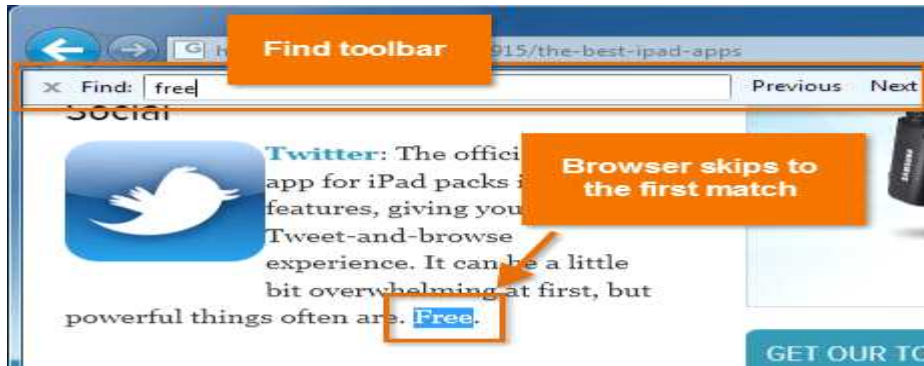 Find toolbar
915/the-best-ipad-apps
Find: free
Previous Next
Social
Twitter: The offici
app for iPad packs
features, giving you
Tweet-and-browse
experience. It can be a little
bit overwhelming at first, but
powerful things often are. Free.
Browser skips to
the first match
GET OUR TO